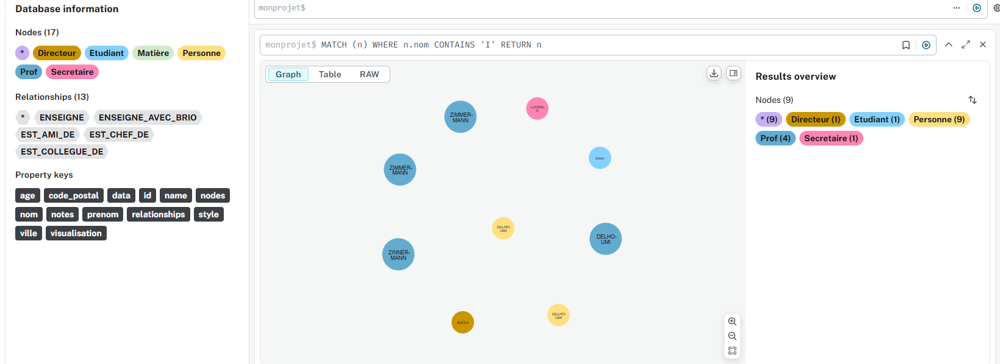 Database information
Nodes (17)
* Directeur Etudiant Matière Personne
Prof Secretaire
Relationships (13)
* ENSEIGNE ENSEIGNE_AVEC_BRIO
EST_AMI_DE EST_CHEF_DE
EST_COLLEGUE_DE
Property keys
age code_postal data id name nodes
nom notes prenom relationships style
ville visualisation
monprojet$
monprojet$ MATCH (n) WHERE n.nom CONTAINS 'I' RETURN n
Graph Table RAW
ZIMMER-
MANN
LUGNIE-
R
ZIMMER-
MANN
Enzo
DELHO-
UMI
DELHO-
UMI
ZINNER-
MANN
ADOUI
DELHO-
UMI
Results overview
Nodes (9)
* (9) Directeur (1) Etudiant (1) Personne (9)
Prof (4) Secretaire (1)